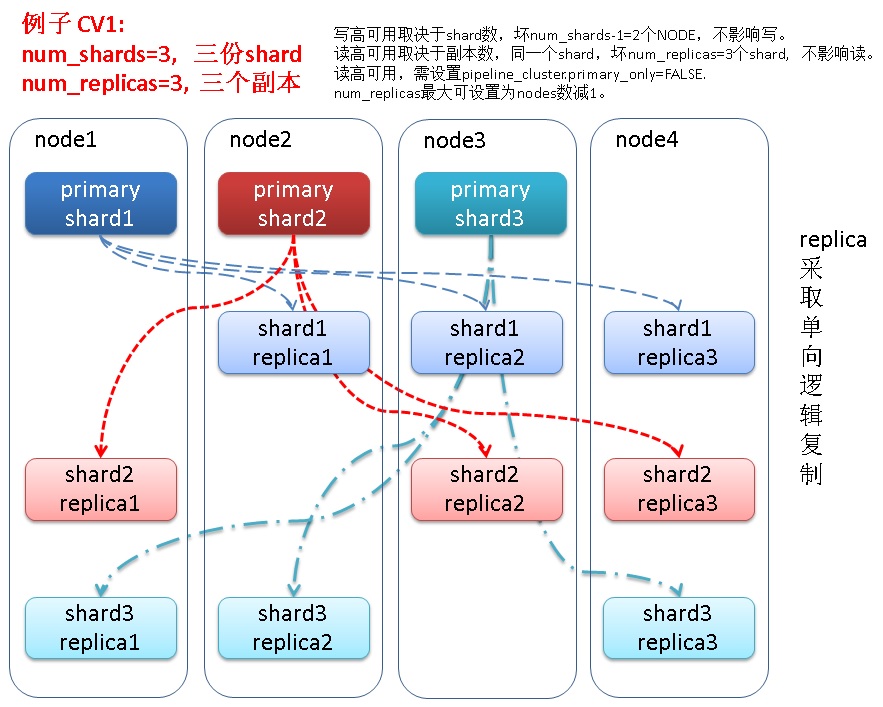 例子 CV1:
num_shards=3, 三份shard
num_replicas=3, 三个副本
写高可用取决于shard数，坏num_shards-1=2个NODE，不影响写。
读高可用取决于副本数，同一个shard，坏num_replicas=3个shard, 不影响读。
读高可用，需设置pipeline_cluster.primary_only=FALSE.
num_replicas最大可设置为nodes数减1。
node1
node2
node3
node4
primary
shard1
primary
shard2
primary
shard3
shard1
replica1
shard1
replica2
shard1
replica3
shard2
replica1
shard2
replica2
shard2
replica3
shard3
replica1
shard3
replica2
shard3
replica3
replica
采
取
单
向
逻
辑
复
制